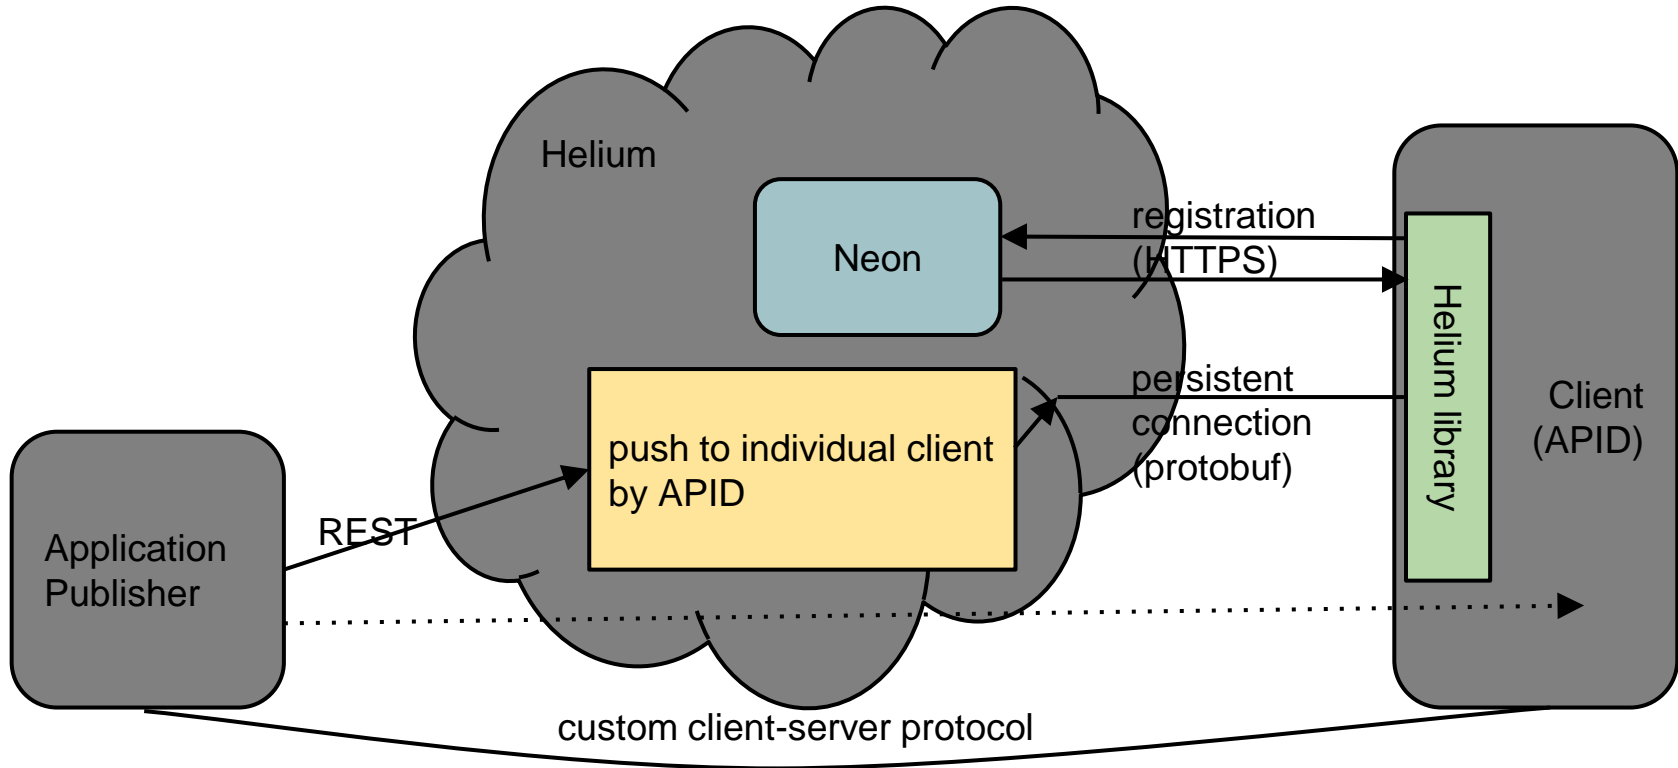 Helium
Neon
registration
(HTTPS)
Helium library
Client
(APID)
persistent
connection
(protobuf)
push to individual client
by APID
REST
Application
Publisher
custom client-server protocol